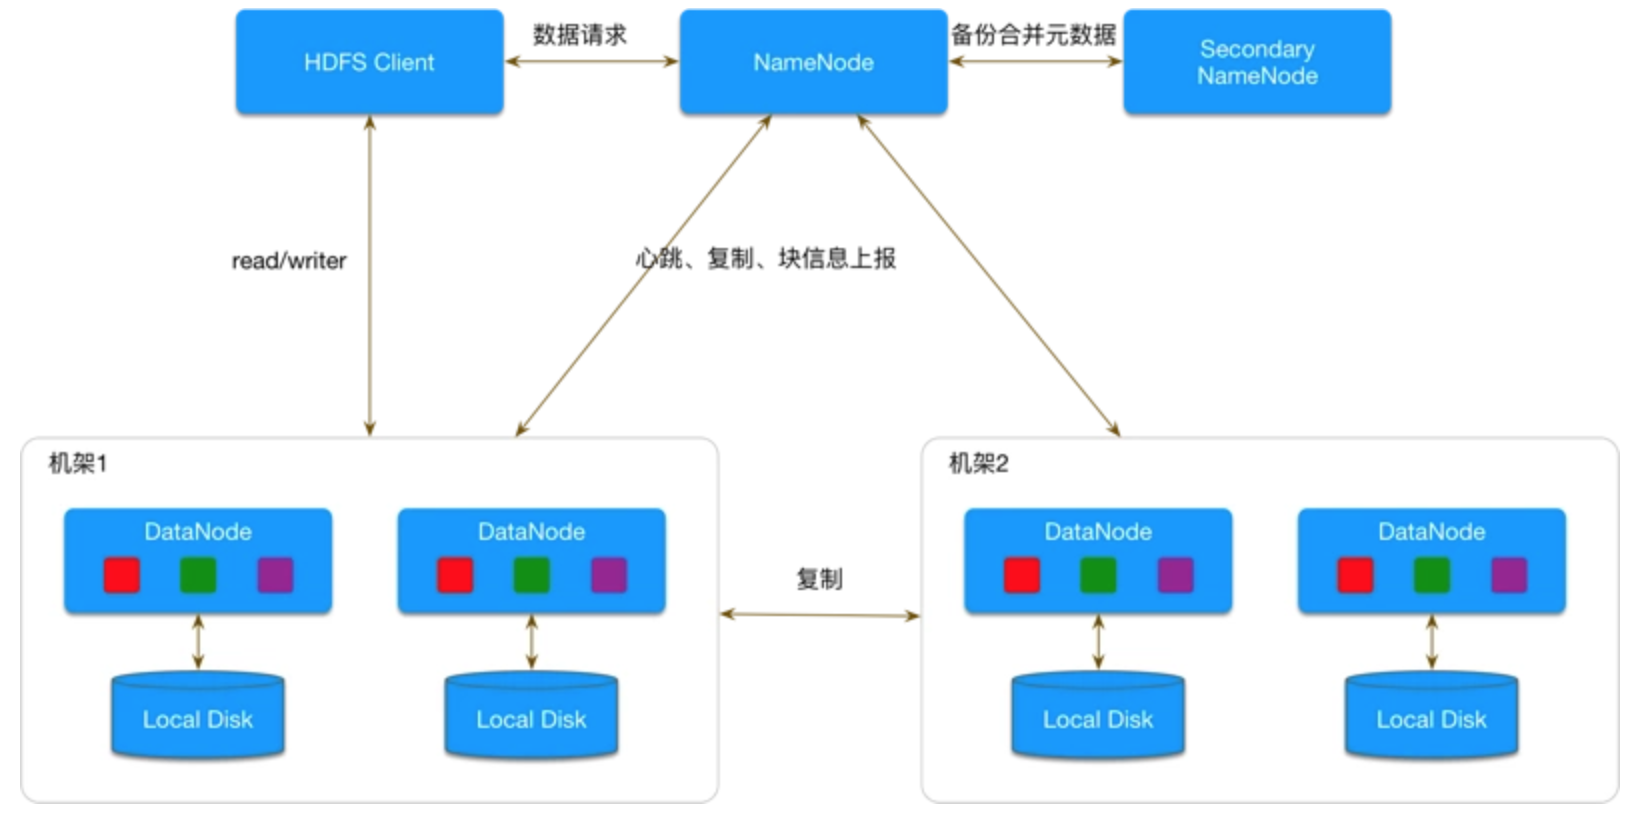 HDFS Client
数据请求
NameNode
备份合并元数据
Secondary
NameNode
read/writer
心跳、复制、块信息上报
机架1
DataNode
DataNode
Local Disk
Local Disk
复制
机架2
DataNode
DataNode
Local Disk
Local Disk